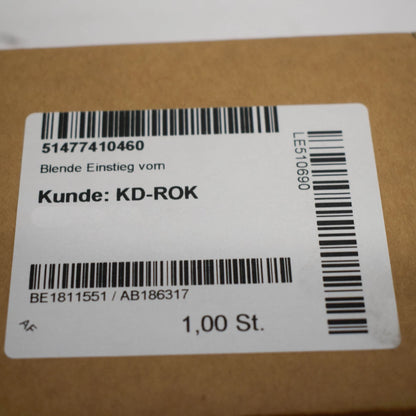 51477410460
Blende Einstieg vorn
Kunde: KD-ROK
BE1811551 / AB186317
1,00 St.
LE510690